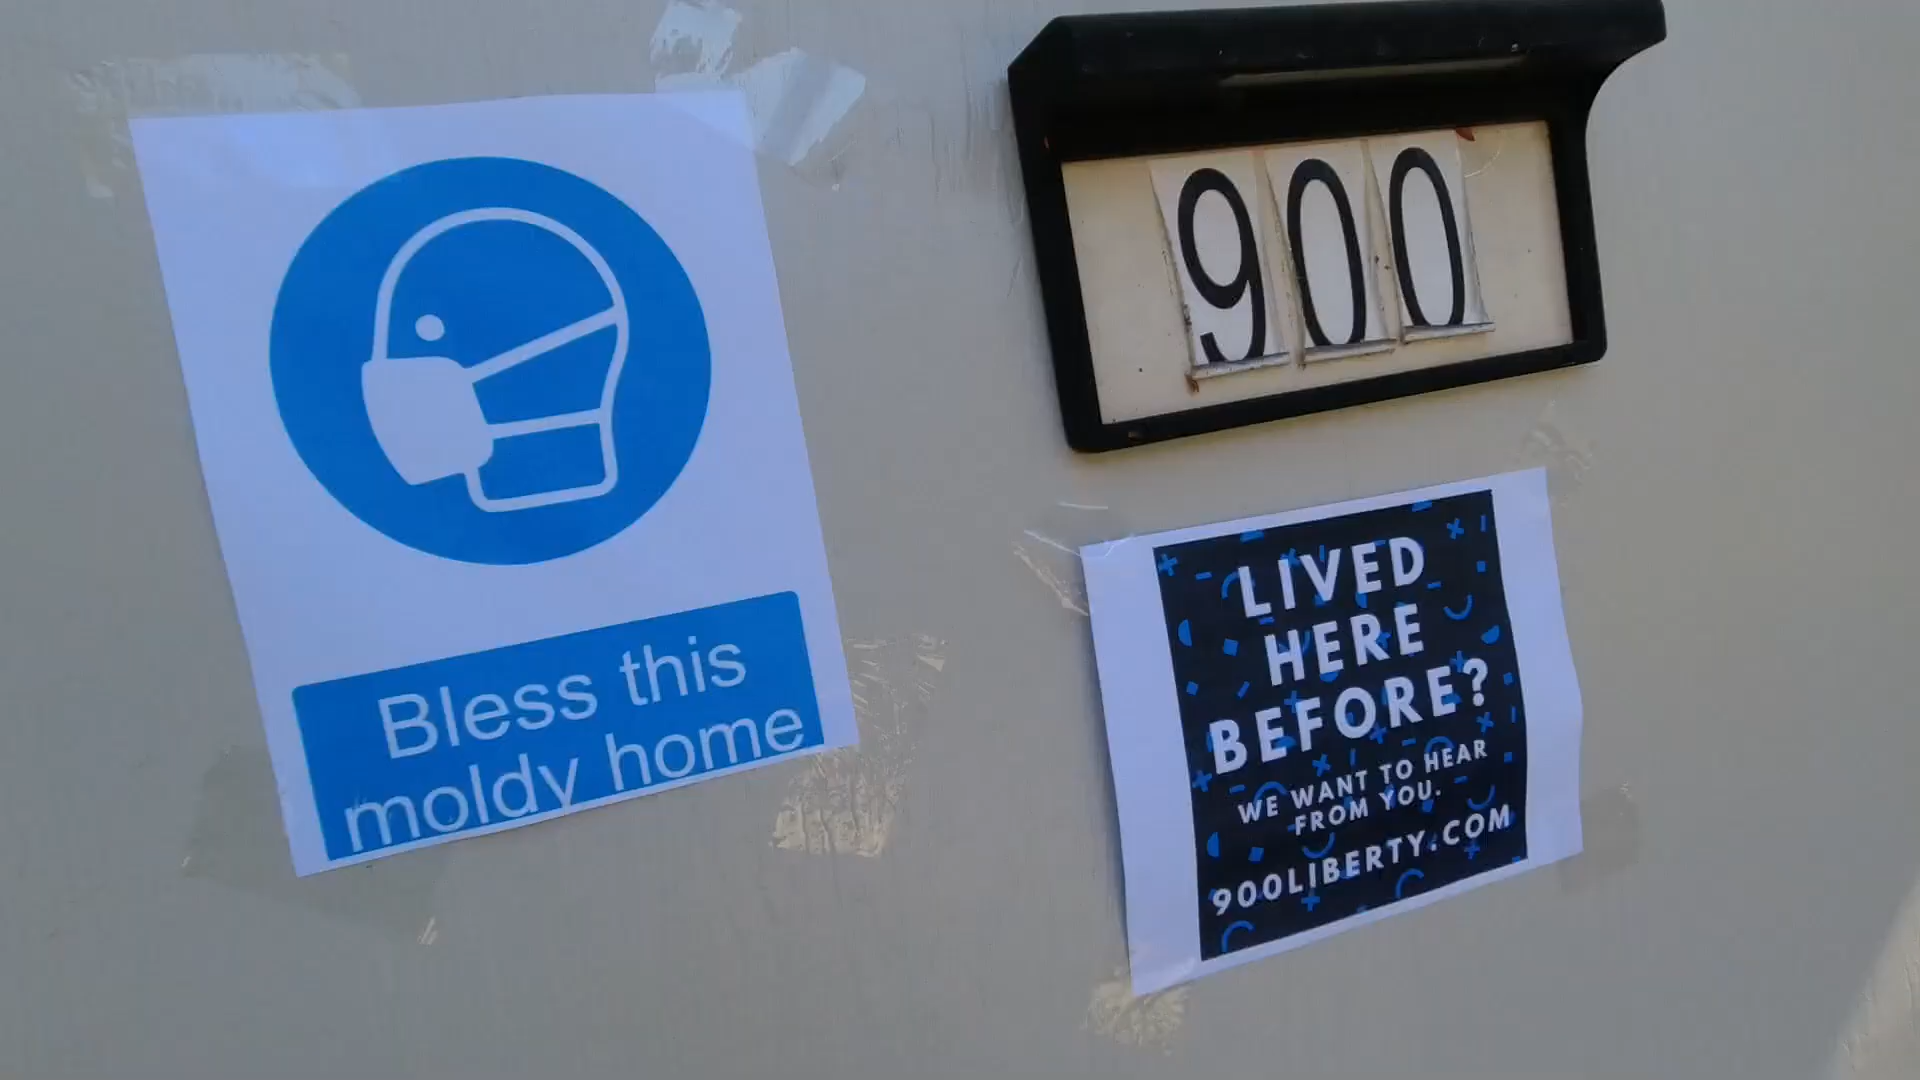 Bless this
moldy home
900
LIVED
HERE
BEFORE?
WE WANT TO HEAR
FROM YOU.
900LIBERTY.COM